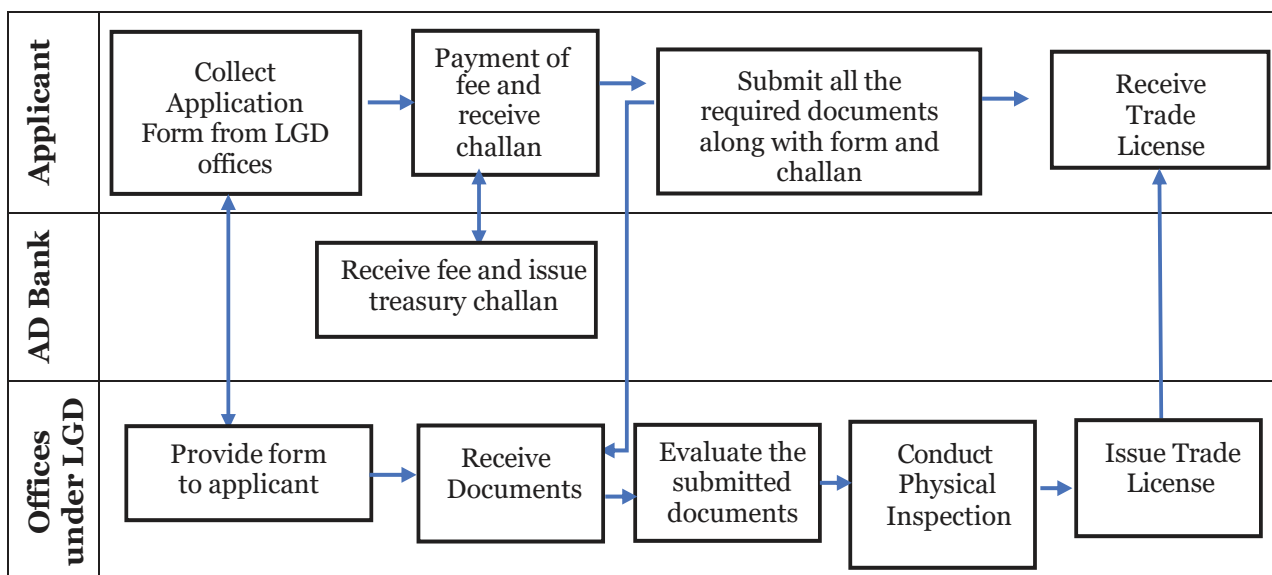 Applicant
Collect
Application
Form from LGD
offices
Payment of
fee and
receive
challan
Submit all the
required documents
along with form and
challan
Receive
Trade
License
AD Bank
Receive fee and issue
treasury challan
Offices
under LGD
Provide form
to applicant
Receive
Documents
Evaluate the
submitted
documents
Conduct
Physical
Inspection
Issue Trade
License